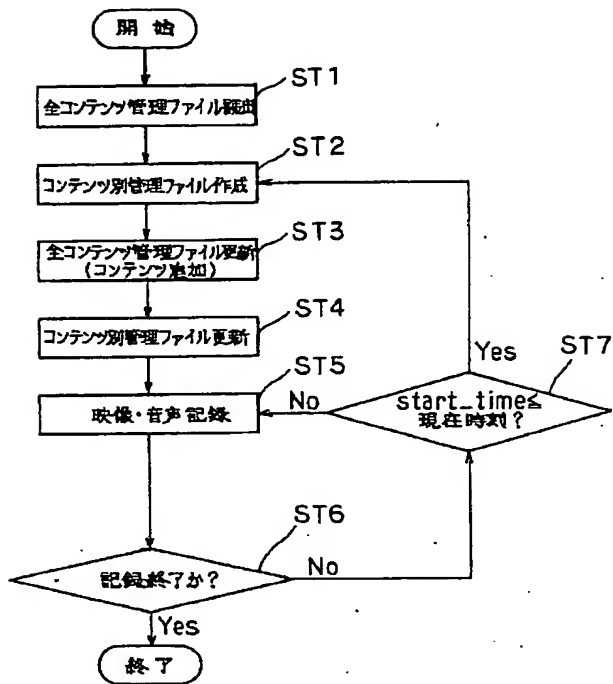 開始
ST1
全コンテンツ管理ファイル読出
ST2
コンテンツ別管理ファイル作成
ST3
全コンテンツ管理ファイル更新
(コンテンツ追加)
ST4
コンテンツ別管理ファイル更新
ST5
映像・音声記録
Yes
ST7
No
start_time≦
現在時刻?
ST6
記録終了か?
No
Yes
終了